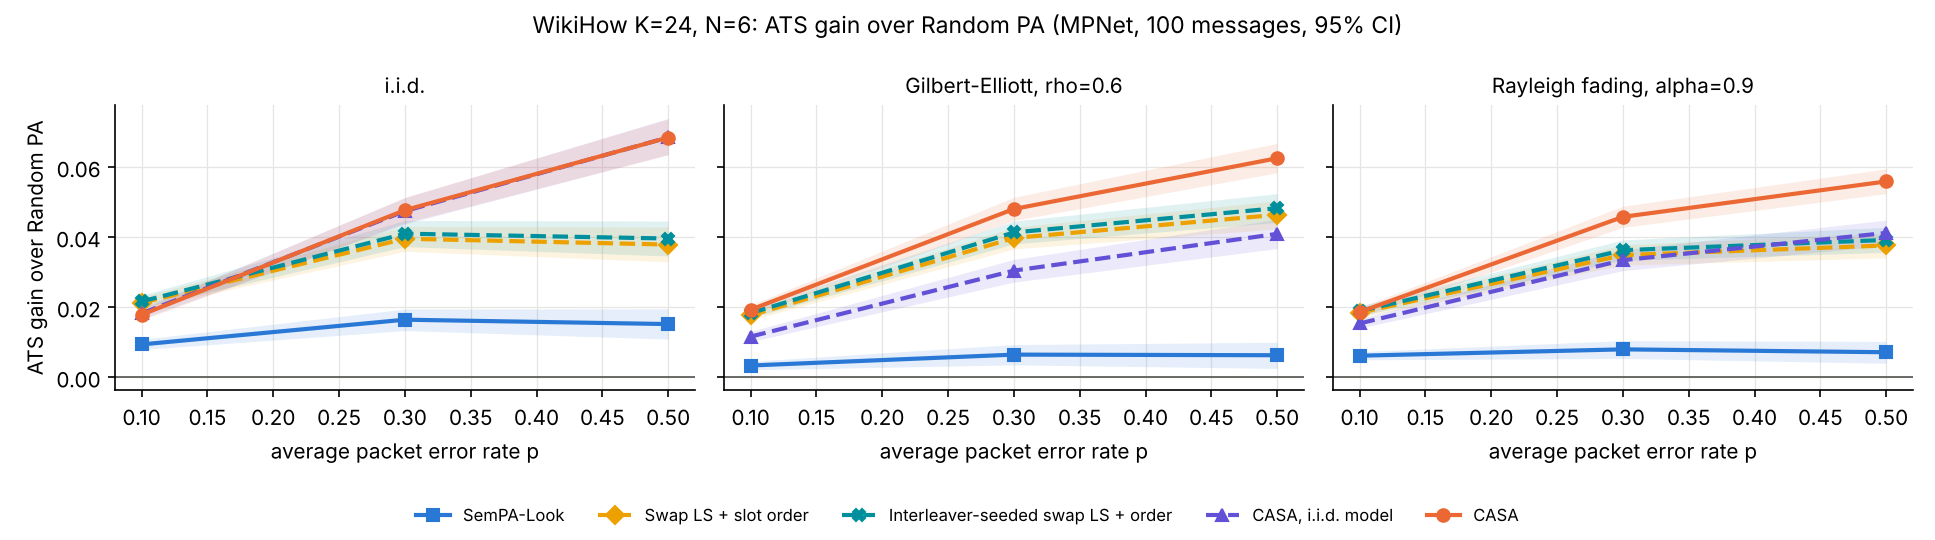 WikiHow K=24, N=6: ATS gain over Random PA (MPNet, 100 messages, 95% CI)
i.i.d.
Gilbert-Elliott, rho=0.6
Rayleigh fading, alpha=0.9
ATS gain over Random PA
0.06
0.04
0.02
0.00
0.10 0.15 0.20 0.25 0.30 0.35 0.40 0.45 0.50
0.10 0.15 0.20 0.25 0.30 0.35 0.40 0.45 0.50
0.10 0.15 0.20 0.25 0.30 0.35 0.40 0.45 0.50
average packet error rate p
average packet error rate p
average packet error rate p
SemPA-Look
Swap LS + slot order
Interleaver-seeded swap LS + order
CASA, i.i.d. model
CASA